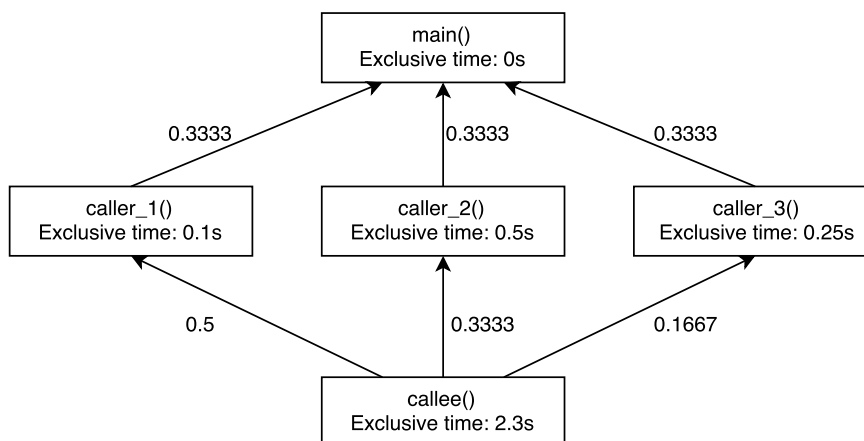 main()
Exclusive time: 0s
0.3333
0.3333
0.3333
caller_1()
Exclusive time: 0.1s
caller_2()
Exclusive time: 0.5s
caller_3()
Exclusive time: 0.25s
0.5
0.3333
0.1667
callee()
Exclusive time: 2.3s